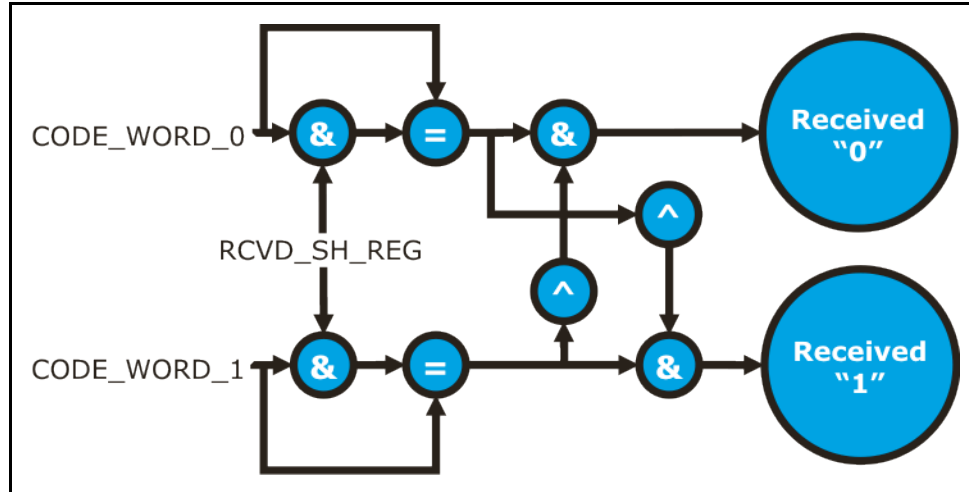 CODE_WORD_0
&
=
&
Received
“0”
^
RCVD_SH_REG
^
CODE_WORD_1
&
=
&
Received
“1”